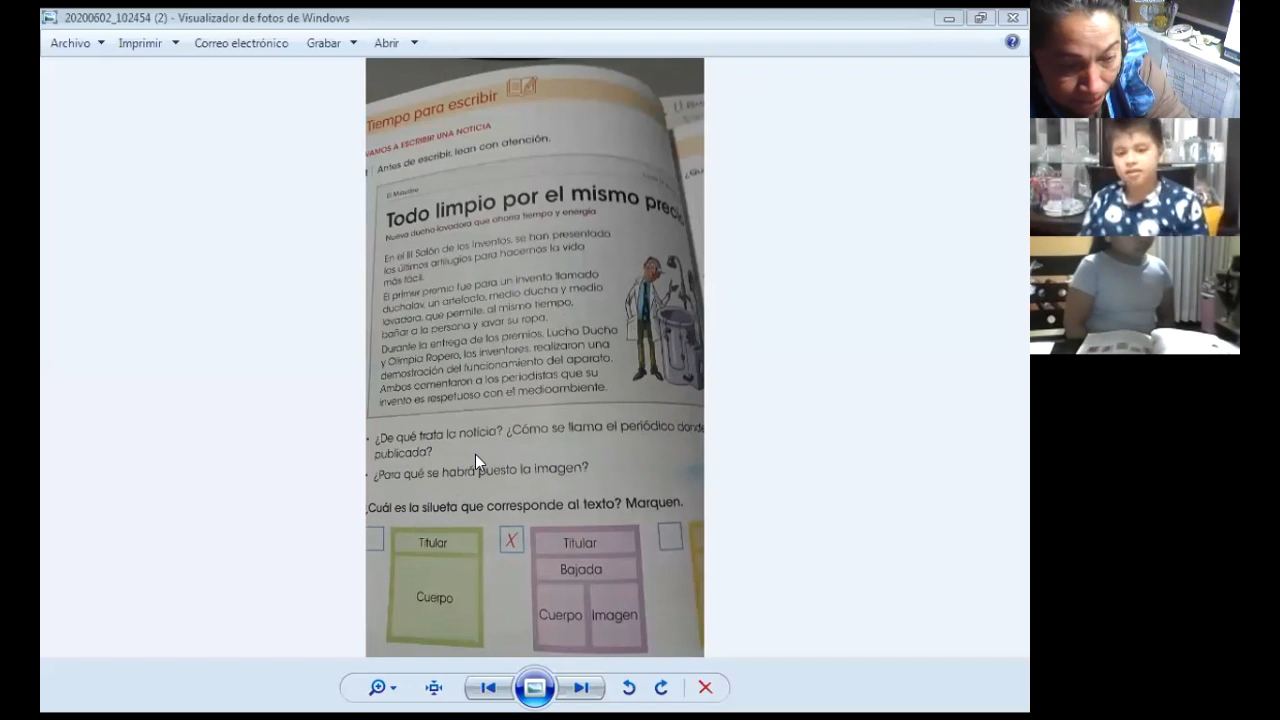 20200602_102454 (2) - Visualizador de fotos de Windows
Archivo Imprimir Correo electrónico Grabar Abrir
Tiempo para escribir
VAMOS A ESCRIBIR UNA NOTICIA
Antes de escribir, lean con atención.
El Matutino
Todo limpio por el mismo preci
Nueva ducha lavadora que ahorra tiempo y energía
En el III Salón de los Inventos, se han presentado
los últimos artilugios para hacernos la vida
más fácil.
El primer premio fue para un invento llamado
duchalav, un artefacto, medio ducha y medio
lavadora, que permite, al mismo tiempo,
bañar a la persona y lavar su ropa.
Durante la entrega de los premios, Lucho Ducho
y Olimpia Ropero, los inventores, realizaron una
demostración del funcionamiento del aparato.
Ambos comentaron a los periodistas que su
invento es respetuoso con el medioambiente.
• ¿De qué trata la noticia? ¿Cómo se llama el periódico donde
publicada?
• ¿Para qué se habrá puesto la imagen?
¿Cuál es la silueta que corresponde al texto? Marquen.
Titular
Cuerpo
X
Titular
Bajada
Cuerpo Imagen